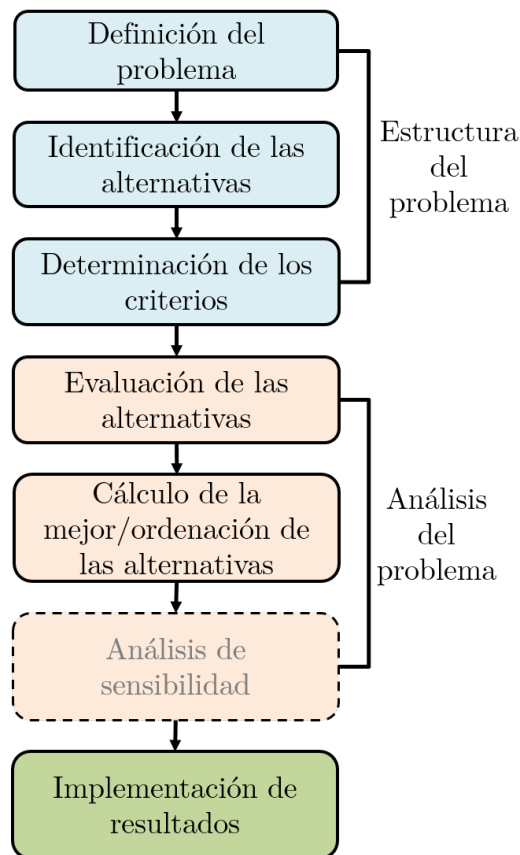 Definición del
problema
Identificación de las
alternativas
Determinación de los
criterios
Estructura
del
problema
Evaluación de las
alternativas
Cálculo de la
mejor/ordenación de
las alternativas
Análisis de
sensibilidad
Análisis
del
problema
Implementación de
resultados